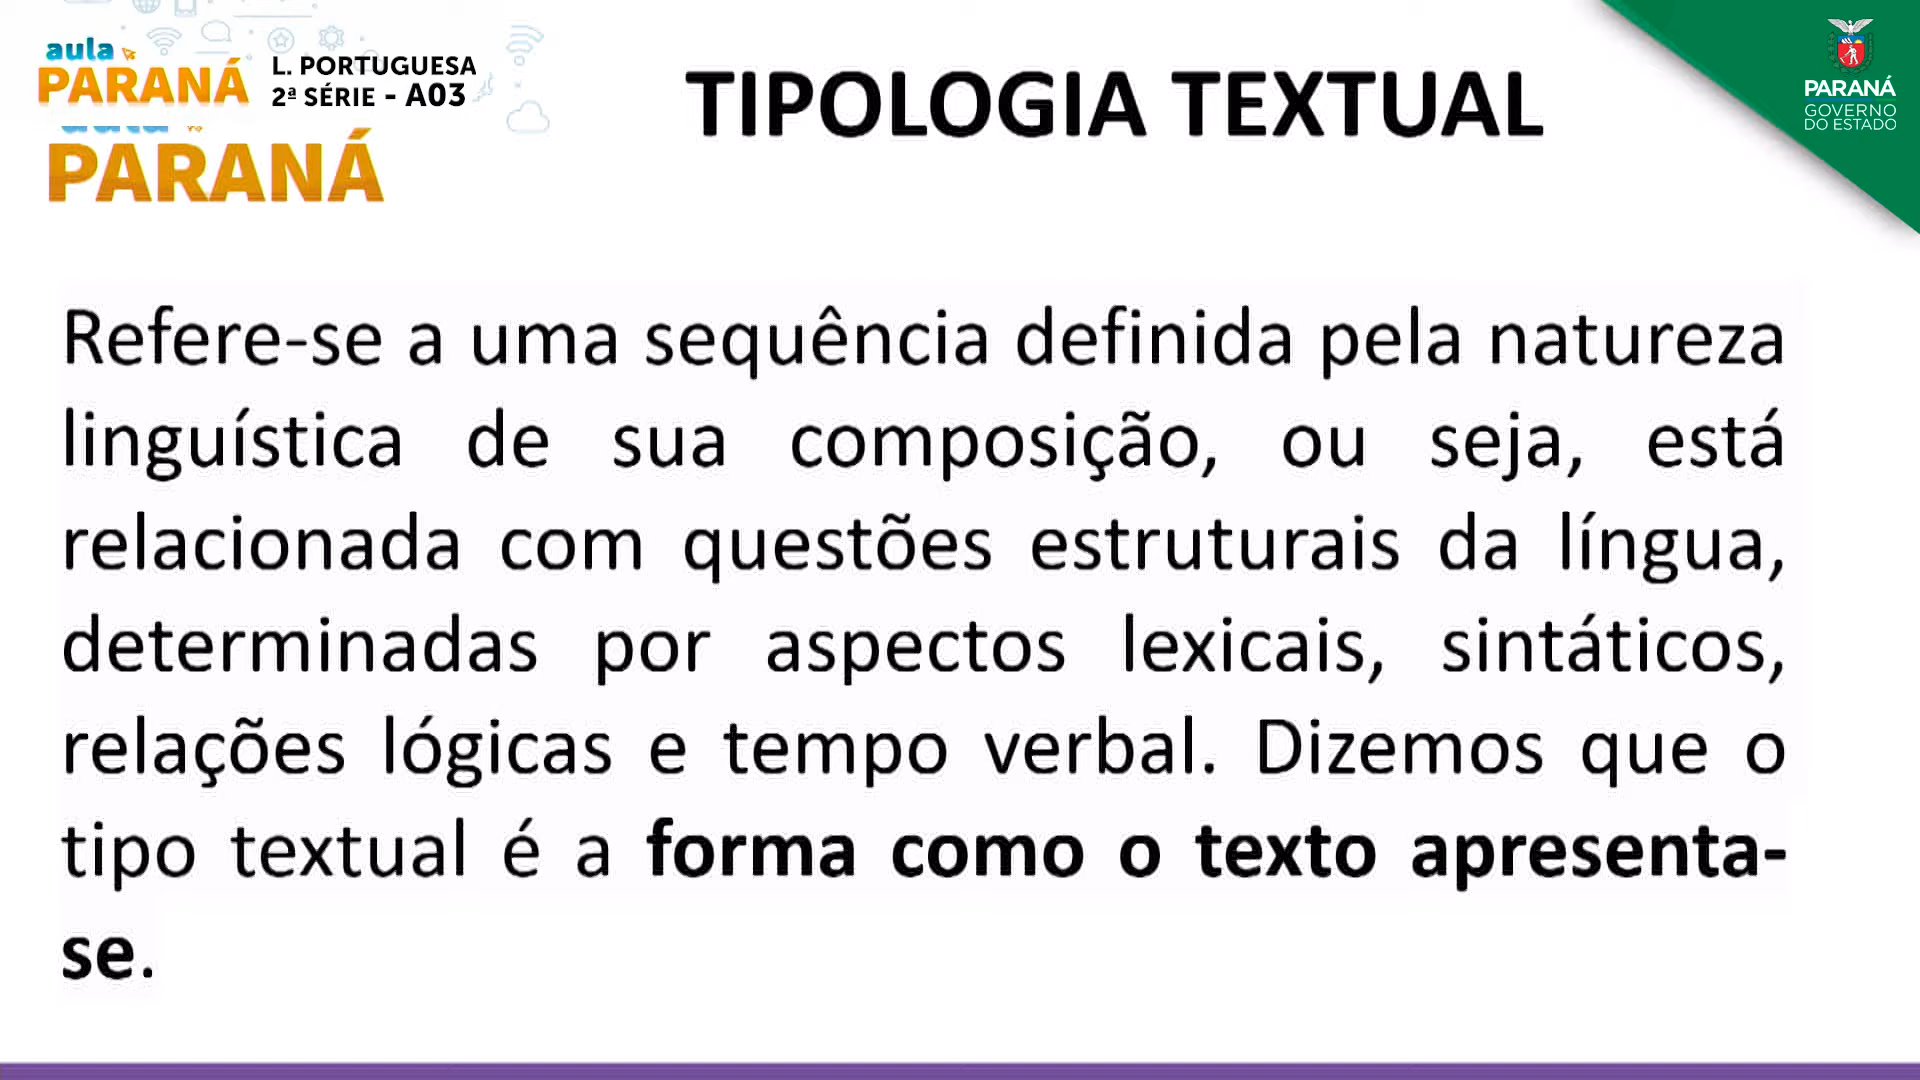 aula
PARANÁ
L. PORTUGUESA
2ª SÉRIE - A03
PARANÁ
TIPOLOGIA TEXTUAL
PARANÁ
GOVERNO
DO ESTADO
Refere-se a uma sequência definida pela natureza
linguística de sua composição, ou seja, está
relacionada com questões estruturais da língua,
determinadas por aspectos lexicais, sintáticos,
relações lógicas e tempo verbal. Dizemos que o
tipo textual é a forma como o texto apresenta-
se.